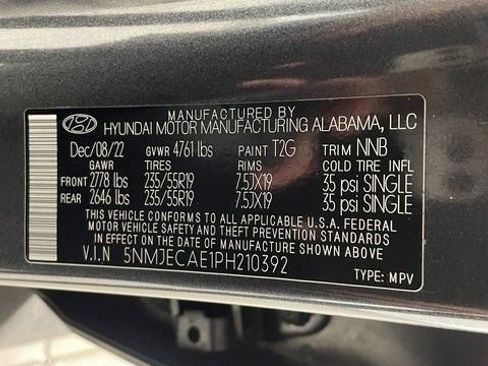 MANUFACTURED BY
HYUNDAI MOTOR MANUFACTURING ALABAMA, LLC
Dec/08/22 GVWR 4761 lbs PAINT T2G TRIM NNB
GAWR TIRES RIMS COLD TIRE INFL
FRONT 2778 lbs 235/55R19 7.5JX19 35 psi SINGLE
REAR 2646 lbs 235/55R19 7.5JX19 35 psi SINGLE
THIS VEHICLE CONFORMS TO ALL APPLICABLE U.S.A. FEDERAL
MOTOR VEHICLE SAFETY AND THEFT PREVENTION STANDARDS
IN EFFECT ON THE DATE OF MANUFACTURE SHOWN ABOVE
V.I.N 5NMJECAE1PH210392
TYPE: MPV